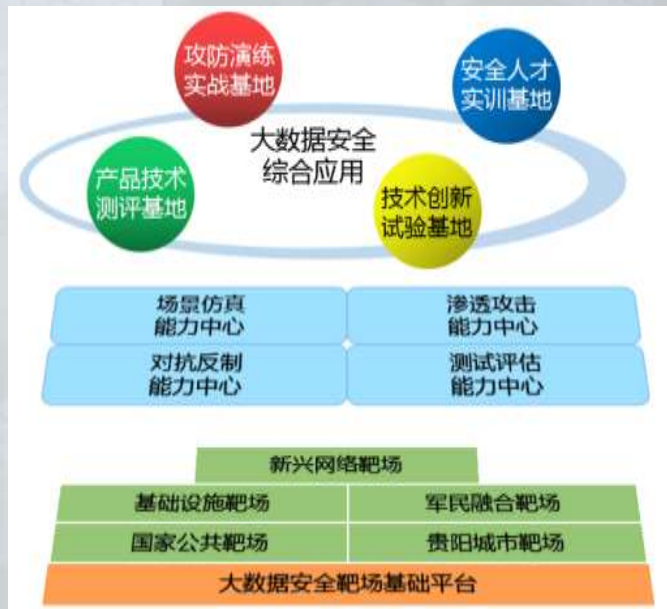 攻防演练
实战基地
安全人才
实训基地
大数据安全
综合应用
产品技术
测评基地
技术创新
试验基地
场景仿真
能力中心
渗透攻击
能力中心
对抗反制
能力中心
测试评估
能力中心
新兴网络靶场
基础设施靶场
军民融合靶场
国家公共靶场
贵阳城市靶场
大数据安全靶场基础平台